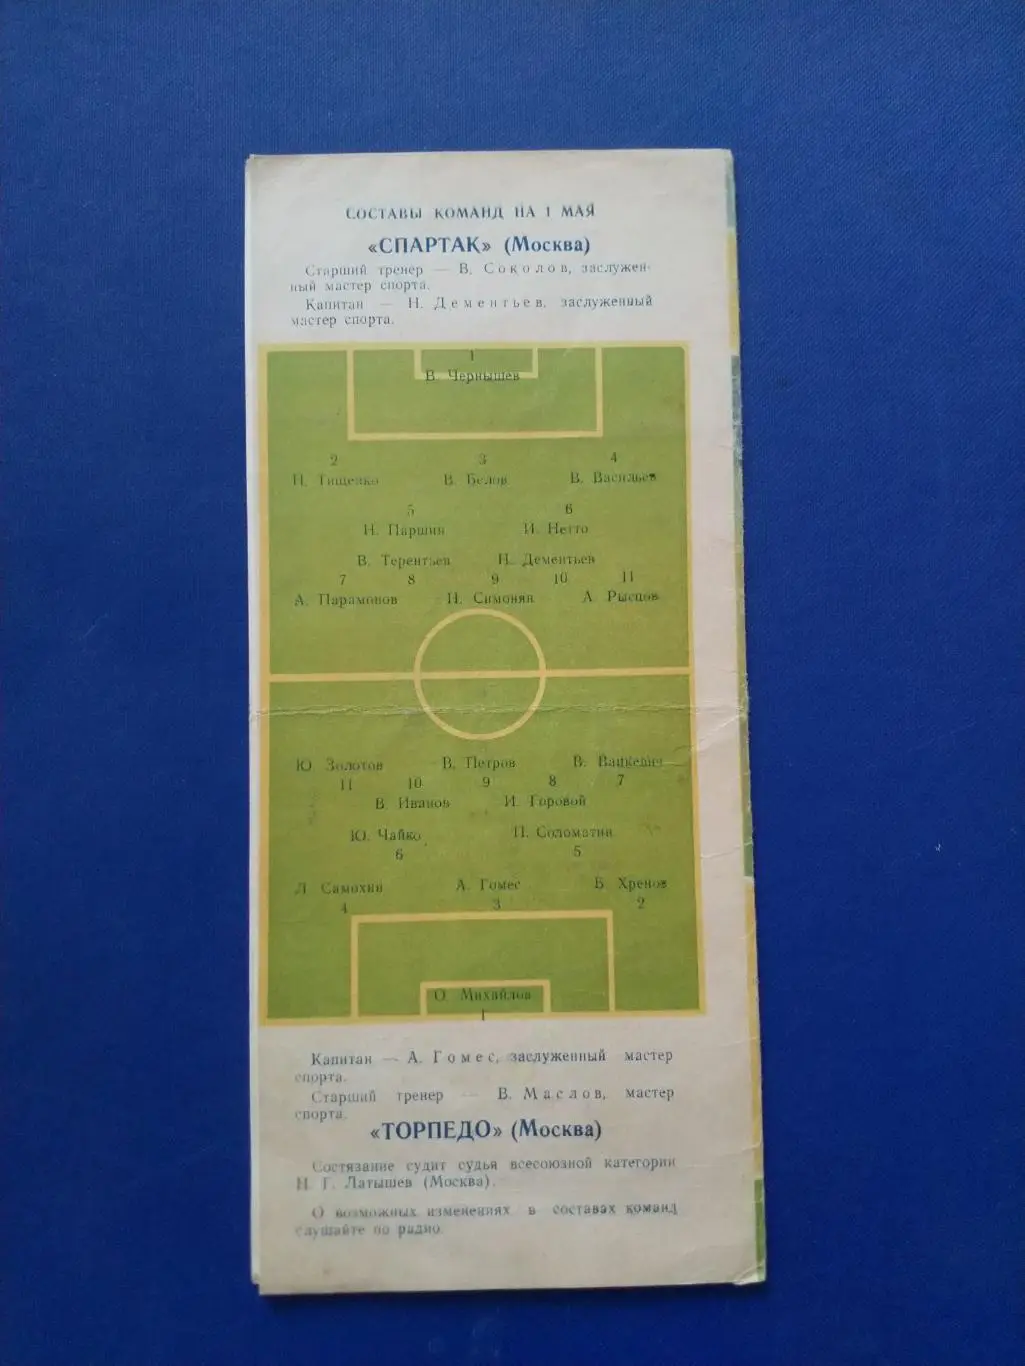 СОСТАВЫ КОМАНД НА 1 МАЯ
«СПАРТАК» (Москва)
Старший тренер — В. Соколов, заслужен-
ный мастер спорта.
Капитан — Н. Дементьев, заслуженный
мастер спорта.
1
В. Чернышев
2 3 4
Н. Тищенко В. Белов В. Васильев
5 6
Н. Паршин И. Нетто
В. Терентьев Н. Дементьев
7 8 9 10 11
А. Парамонов Н. Симонян А. Рысцов
Ю. Золотов В. Петров В. Вацкевич
11 10 9 8 7
В. Иванов И. Горовой
Ю. Чайко П. Соломатин
6 5
Л. Самохин А. Гомес Б. Хренов
4 3 2
О. Михайлов
1
Капитан — А. Гомес, заслуженный мастер
спорта.
Старший тренер — В. Маслов, мастер
спорта.
«ТОРПЕДО» (Москва)
Состязание судит судья всесоюзной категории
Н. Г. Латышев (Москва).
О возможных изменениях в составах команд
слушайте по радио.